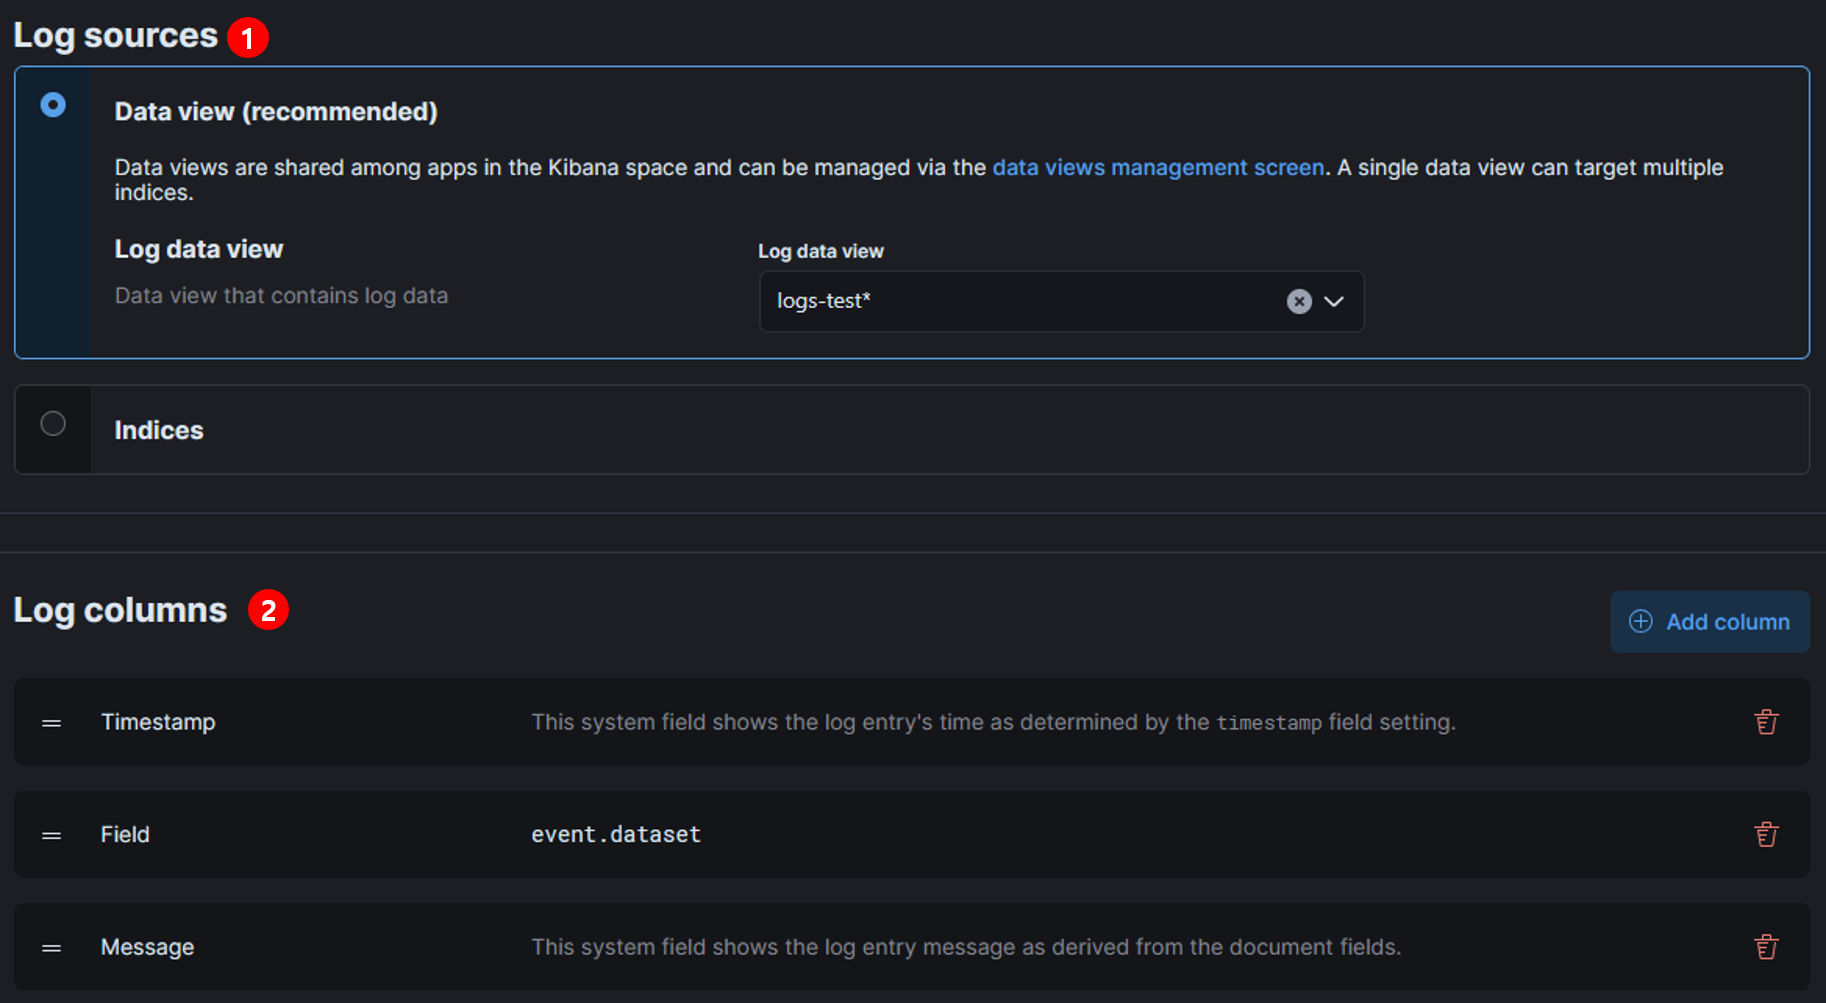 Log sources 1
Data view (recommended)
Data views are shared among apps in the Kibana space and can be managed via the data views management screen. A single data view can target multiple
indices.
Log data view
Data view that contains log data
Log data view
logs-test*
Indices
Log columns 2
Add column
Timestamp This system field shows the log entry's time as determined by the timestamp field setting.
Field event.dataset
Message This system field shows the log entry message as derived from the document fields.